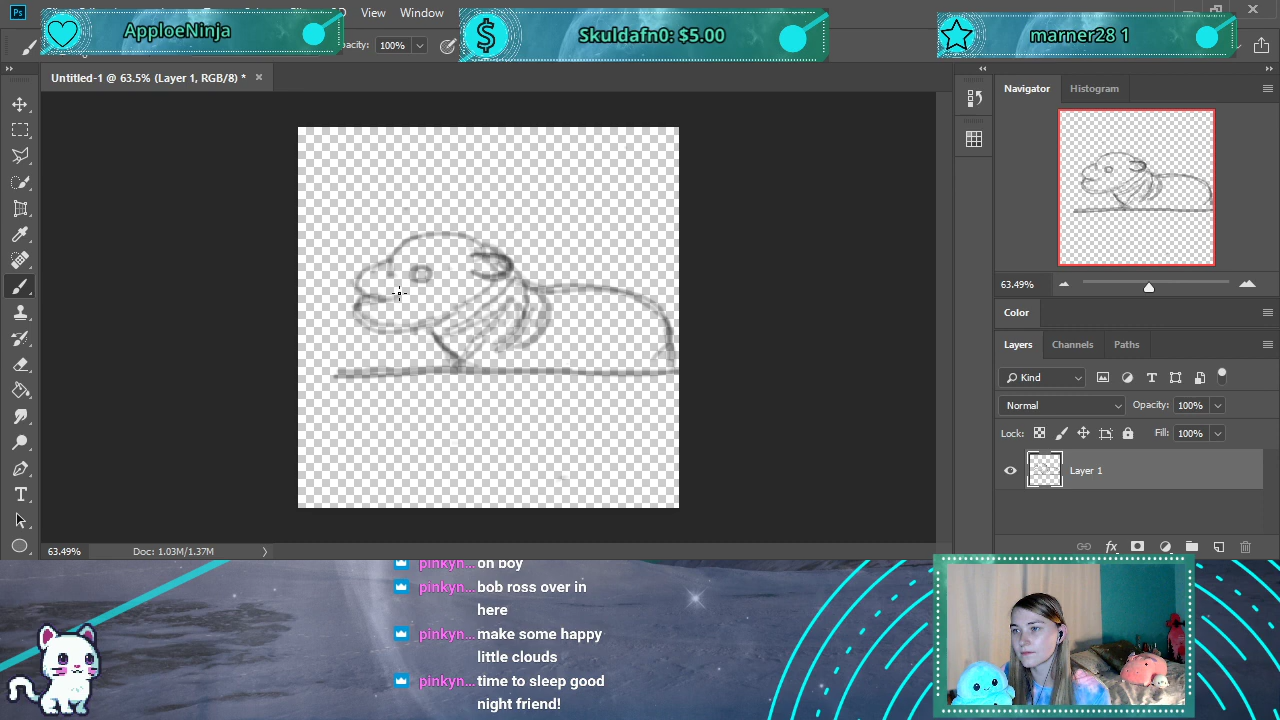 Ps
View Window
ApploeNinja
$ Skuldafn0: $5.00
marner28 1
100%
Untitled-1 @ 63.5% (Layer 1, RGB/8) *
Navigator Histogram
63.49%
Color
Layers Channels Paths
Kind
Normal Opacity: 100%
Lock: Fill: 100%
Layer 1
fx
63.49% Doc: 1.03M/1.37M
pinkyn... oh boy
pinkyn... bob ross over in
here
pinkyn... make some happy
little clouds
pinkyn... time to sleep good
night friend!